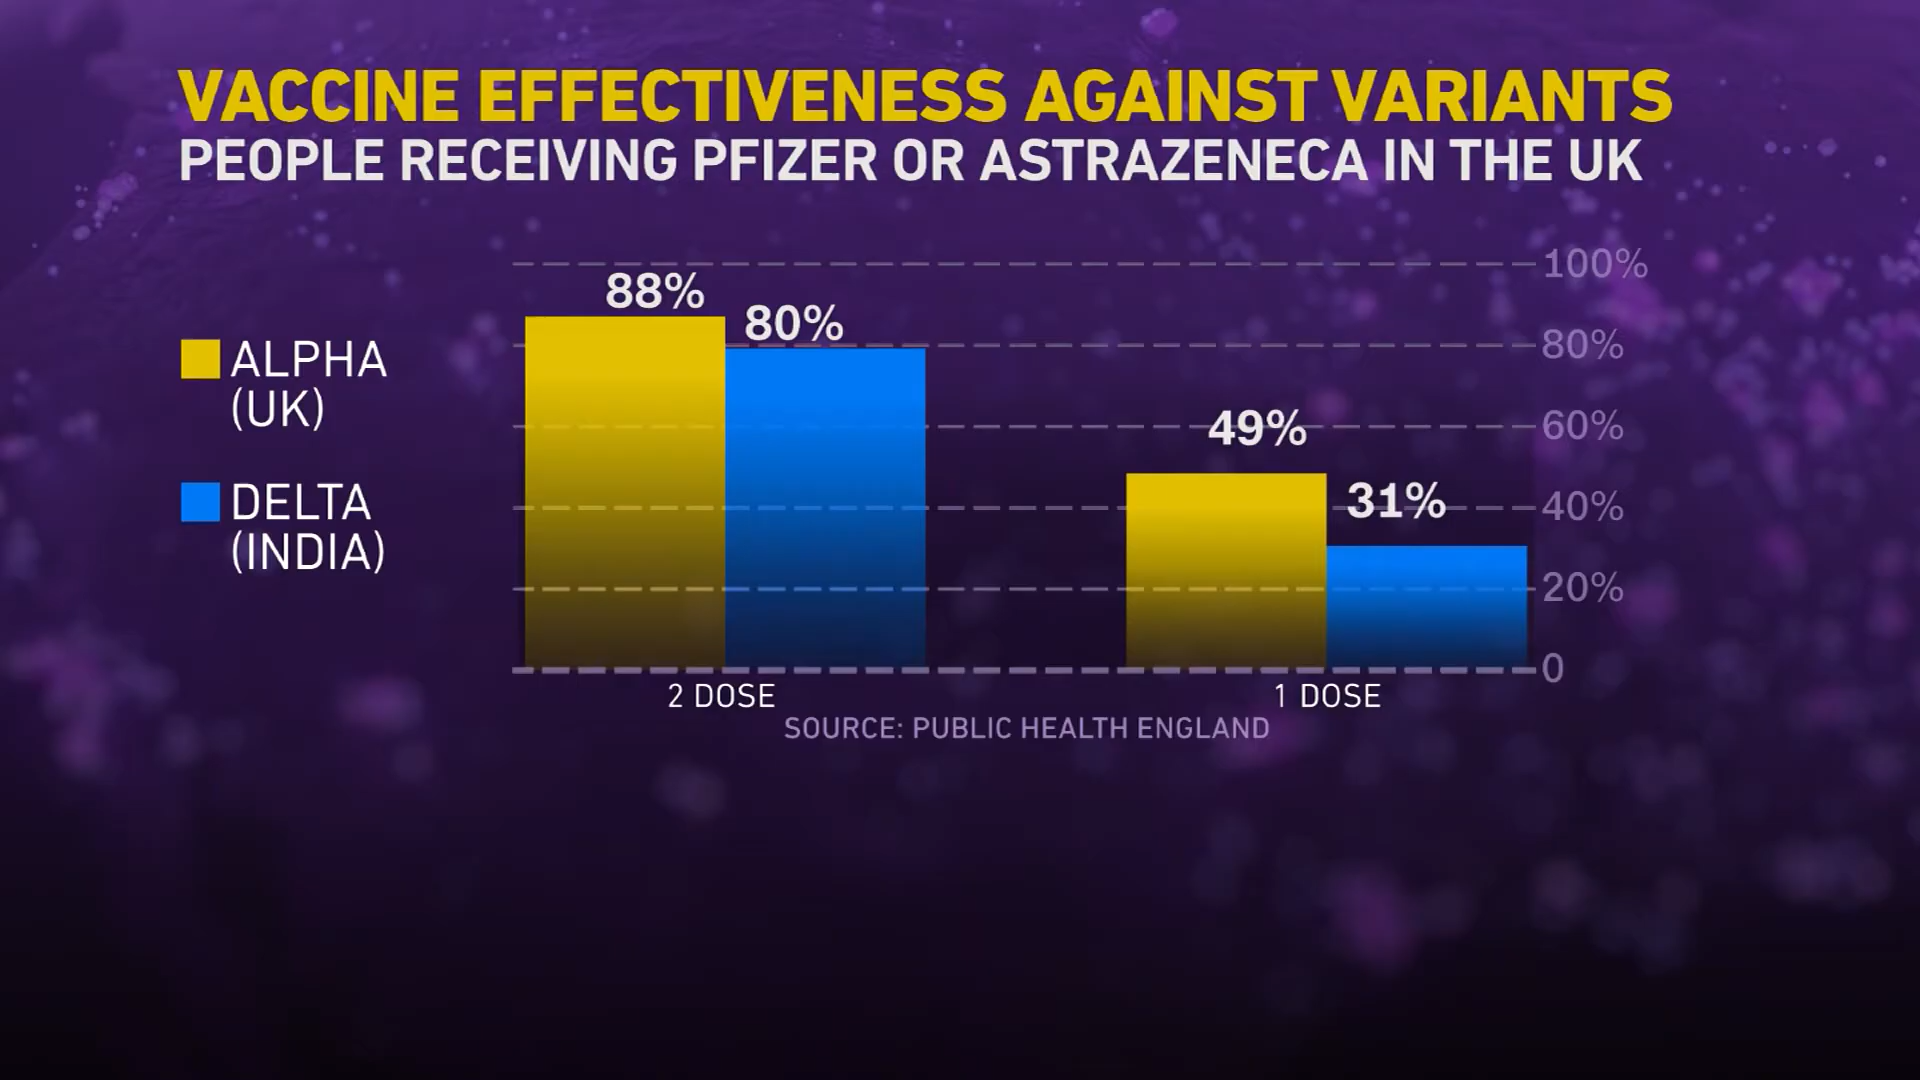 VACCINE EFFECTIVENESS AGAINST VARIANTS
PEOPLE RECEIVING PFIZER OR ASTRAZENECA IN THE UK
ALPHA
(UK)
DELTA
(INDIA)
88%
80%
49%
31%
100%
80%
60%
40%
20%
0
2 DOSE
1 DOSE
SOURCE: PUBLIC HEALTH ENGLAND